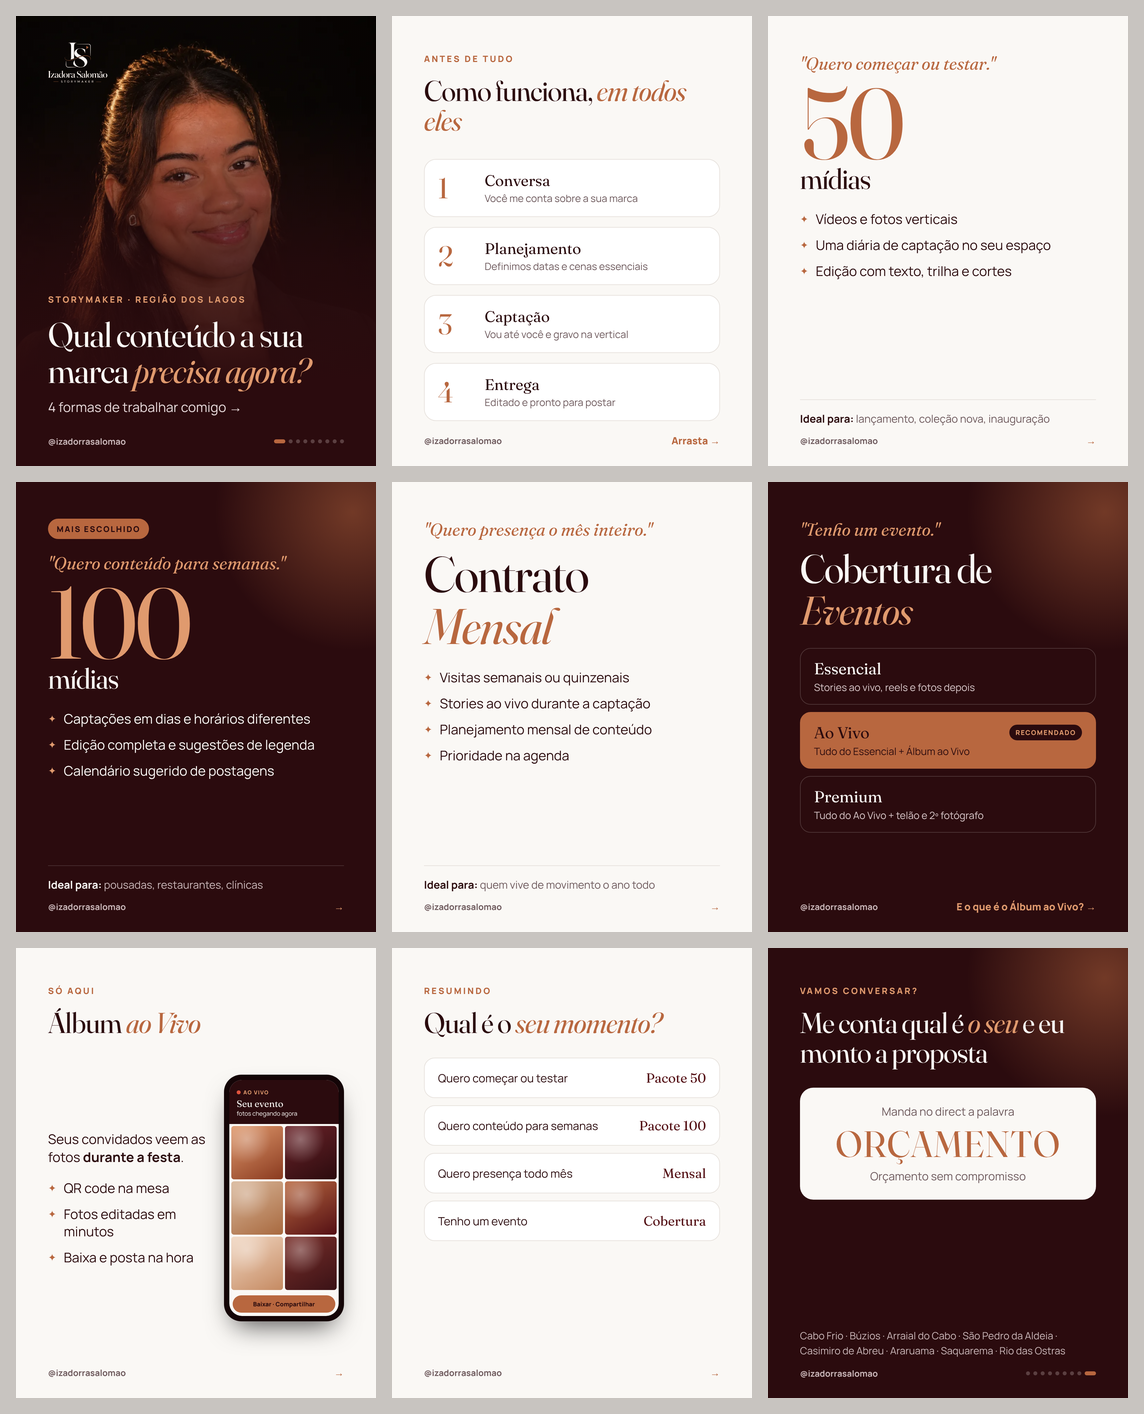 IS
Izadora Salomão
STORYMAKER
STORYMAKER · REGIÃO DOS LAGOS
Qual conteúdo a sua
marca precisa agora?
4 formas de trabalhar comigo →
@izadorrasalomao
ANTES DE TUDO
Como funciona, em todos
eles
1
Conversa
Você me conta sobre a sua marca
2
Planejamento
Definimos datas e cenas essenciais
3
Captação
Vou até você e gravo na vertical
4
Entrega
Editado e pronto para postar
@izadorrasalomao
Arrasta →
"Quero começar ou testar."
50
mídias
Vídeos e fotos verticais
Uma diária de captação no seu espaço
Edição com texto, trilha e cortes
Ideal para: lançamento, coleção nova, inauguração
@izadorrasalomao →
MAIS ESCOLHIDO
"Quero conteúdo para semanas."
100
mídias
Captações em dias e horários diferentes
Edição completa e sugestões de legenda
Calendário sugerido de postagens
Ideal para: pousadas, restaurantes, clínicas
@izadorrasalomao →
"Quero presença o mês inteiro."
Contrato
Mensal
Visitas semanais ou quinzenais
Stories ao vivo durante a captação
Planejamento mensal de conteúdo
Prioridade na agenda
Ideal para: quem vive de movimento o ano todo
@izadorrasalomao →
"Tenho um evento."
Cobertura de
Eventos
Essencial
Stories ao vivo, reels e fotos depois
Ao Vivo
RECOMENDADO
Tudo do Essencial + Álbum ao Vivo
Premium
Tudo do Ao Vivo + telão e 2º fotógrafo
@izadorrasalomao
E o que é o Álbum ao Vivo? →
SÓ AQUI
Álbum ao Vivo
Seus convidados veem as
fotos durante a festa.
QR code na mesa
Fotos editadas em
minutos
Baixa e posta na hora
AO VIVO
Seu evento
fotos chegando agora
Baixar · Compartilhar
@izadorrasalomao →
RESUMINDO
Qual é o seu momento?
Quero começar ou testar Pacote 50
Quero conteúdo para semanas Pacote 100
Quero presença todo mês Mensal
Tenho um evento Cobertura
@izadorrasalomao →
VAMOS CONVERSAR?
Me conta qual é o seu e eu
monto a proposta
Manda no direct a palavra
ORÇAMENTO
Orçamento sem compromisso
Cabo Frio · Búzios · Arraial do Cabo · São Pedro da Aldeia ·
Casimiro de Abreu · Araruama · Saquarema · Rio das Ostras
@izadorrasalomao